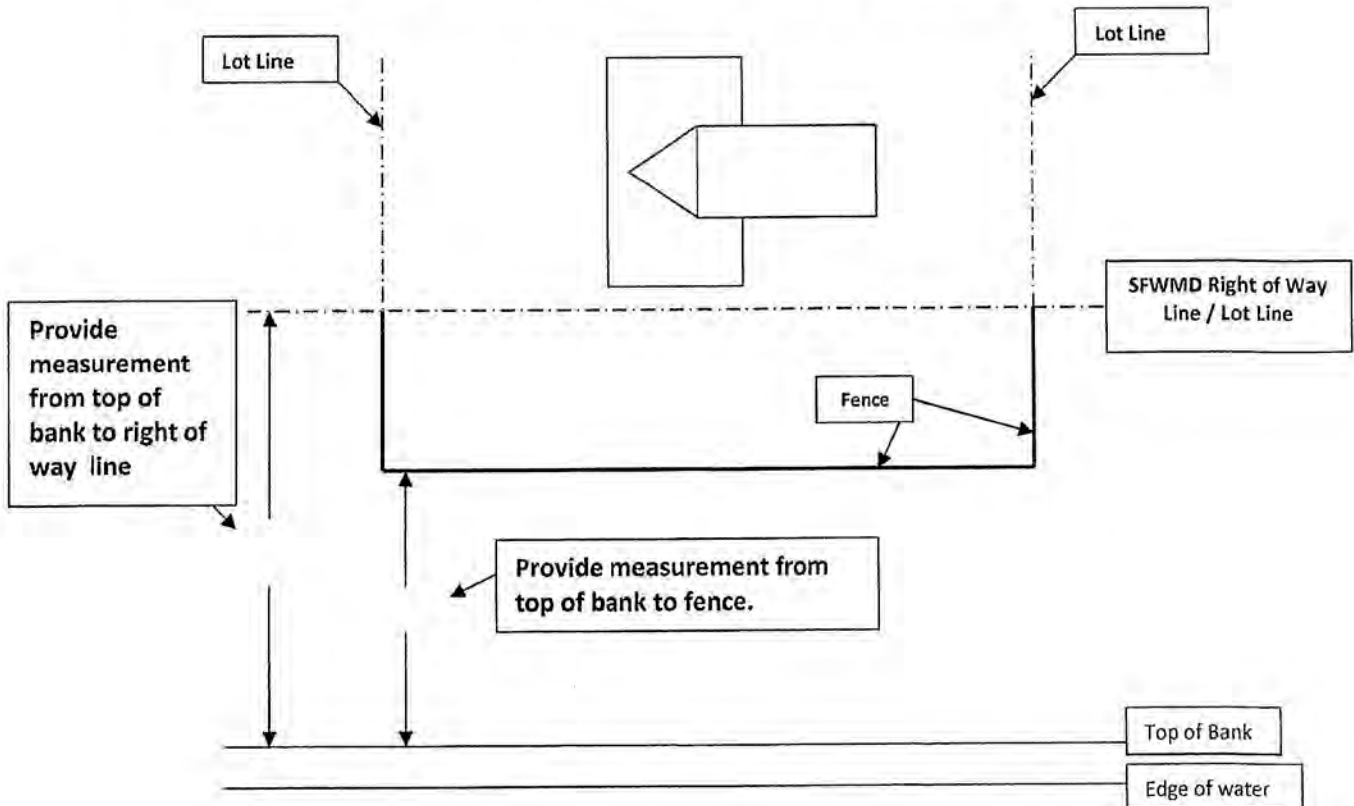 Lot Line
Lot Line
SFWMD Right of Way
Line / Lot Line
Provide
measurement
from top of
bank to right of
way line
Fence
Provide measurement from
top of bank to fence.
Top of Bank
Edge of water